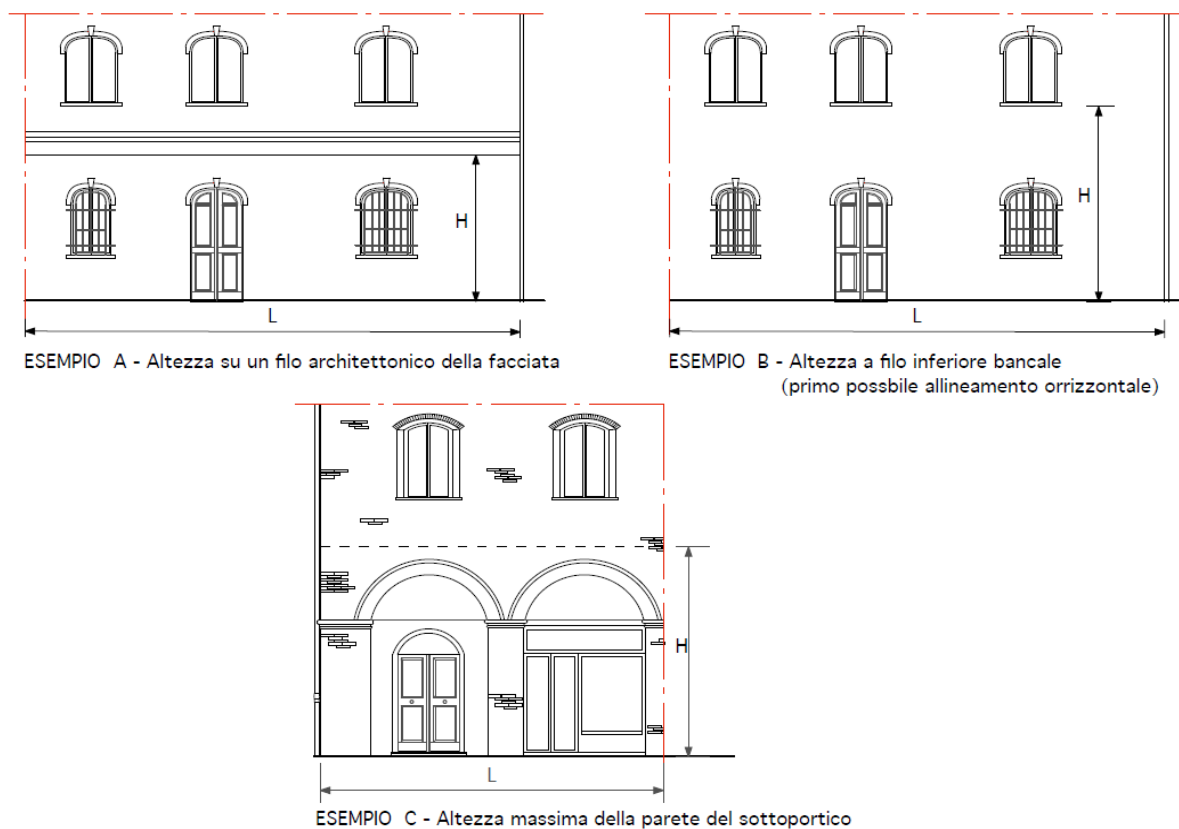 H
L
ESEMPIO A - Altezza su un filo architettonico della facciata
H
L
ESEMPIO B - Altezza a filo inferiore bancale
(primo possbile allineamento orrizzontale)
H
L
ESEMPIO C - Altezza massima della parete del sottoportico